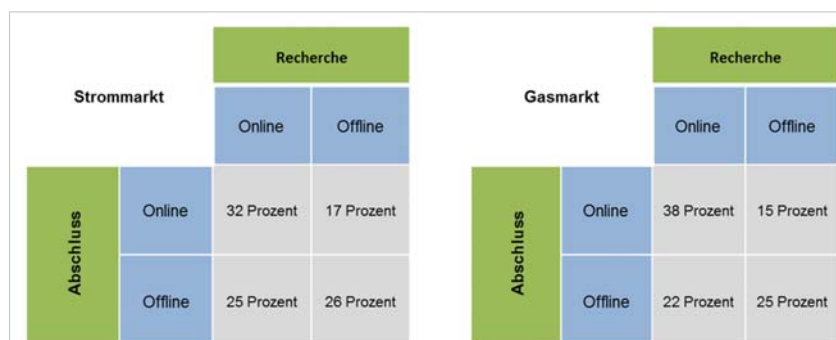 Recherche
Strommarkt
Online Offline
Abschluss
Online 32 Prozent 17 Prozent
Offline 25 Prozent 26 Prozent
Recherche
Gasmarkt
Online Offline
Abschluss
Online 38 Prozent 15 Prozent
Offline 22 Prozent 25 Prozent